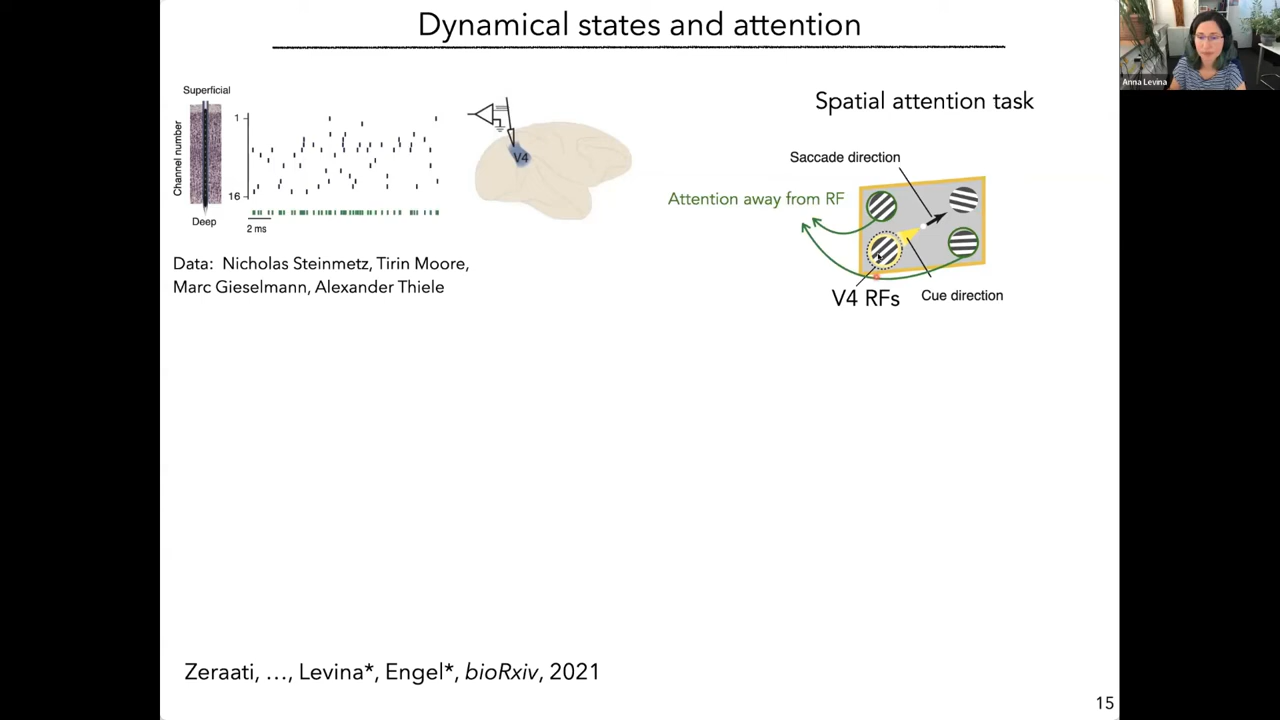 Dynamical states and attention
Anna Levina
Superficial
Channel number
1
16
Deep
2 ms
V4
Data: Nicholas Steinmetz, Tirin Moore,
Marc Gieselmann, Alexander Thiele
Spatial attention task
Saccade direction
Attention away from RF
V4 RFs
Cue direction
Zeraati, …, Levina*, Engel*, bioRxiv, 2021
15